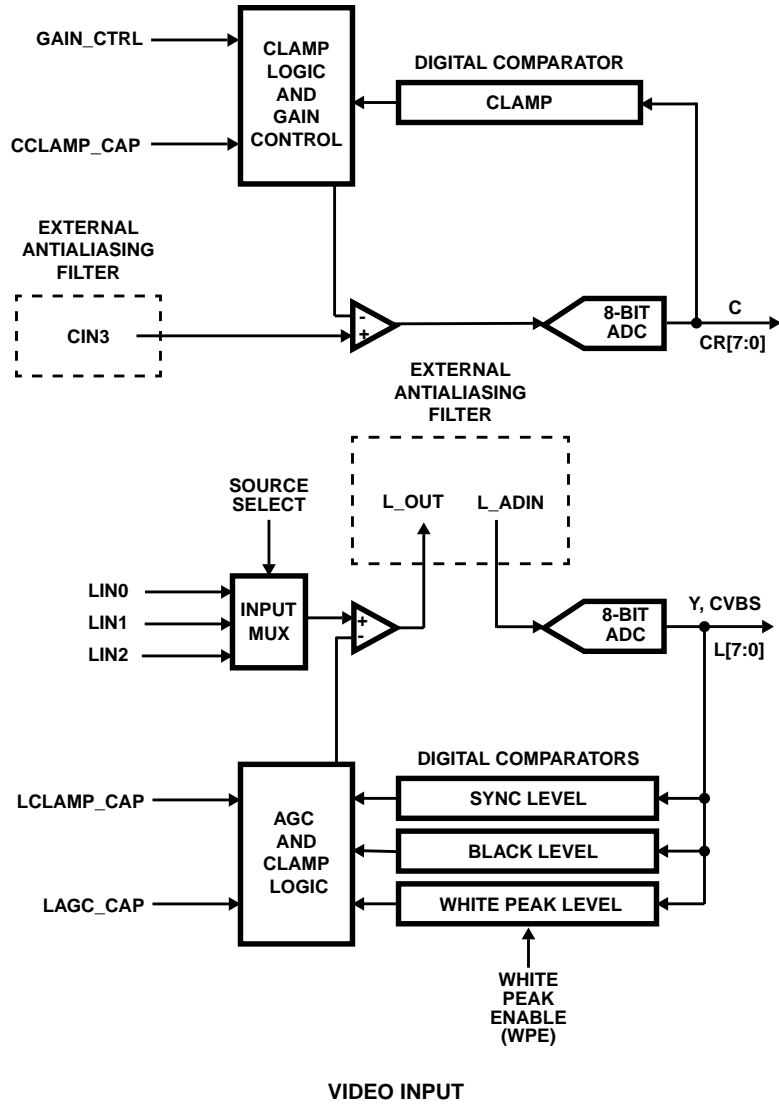 GAIN_CTRL
CCLAMP_CAP
CLAMP
LOGIC
AND
GAIN
CONTROL
DIGITAL COMPARATOR
CLAMP
EXTERNAL
ANTIALIASING
FILTER
CIN3
-
+
8-BIT
ADC
C
CR[7:0]
EXTERNAL
ANTIALIASING
FILTER
L_OUT
L_ADIN
SOURCE
SELECT
LIN0
LIN1
LIN2
INPUT
MUX
+
-
8-BIT
ADC
Y, CVBS
L[7:0]
LCLAMP_CAP
LAGC_CAP
AGC
AND
CLAMP
LOGIC
DIGITAL COMPARATORS
SYNC LEVEL
BLACK LEVEL
WHITE PEAK LEVEL
WHITE
PEAK
ENABLE
(WPE)
VIDEO INPUT